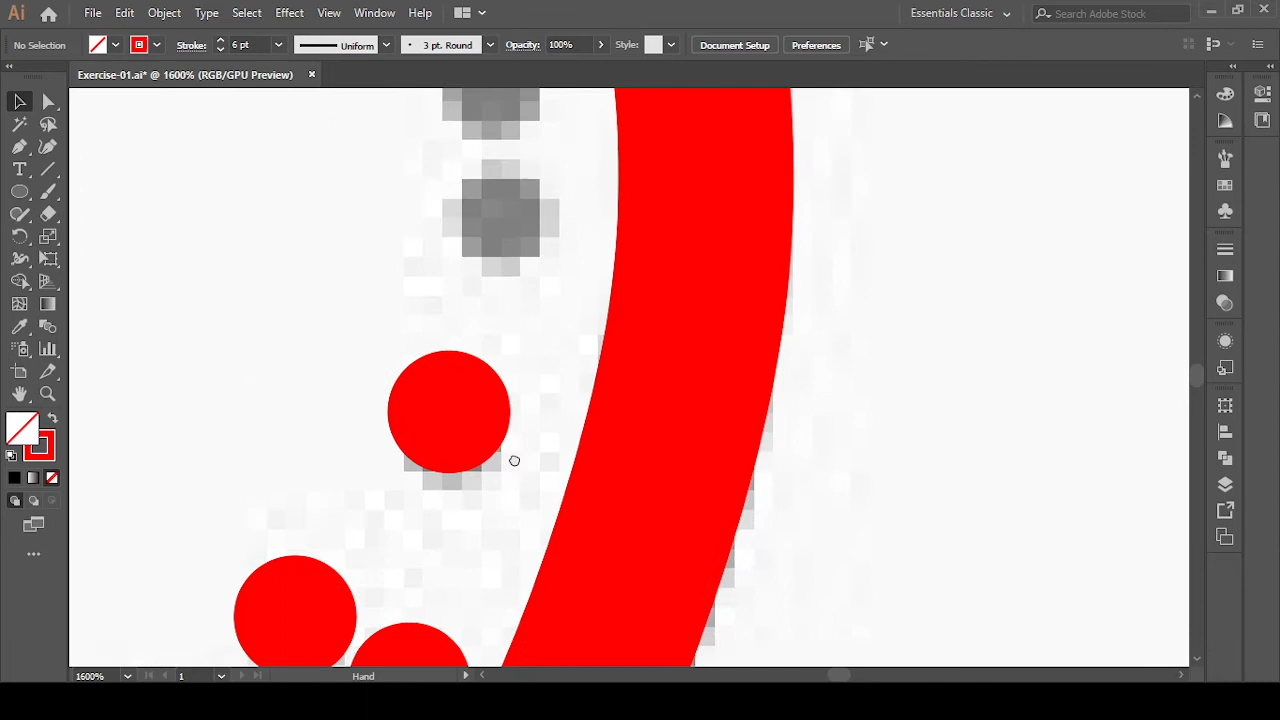 Ai File Edit Object Type Select Effect View Window Help Essentials Classic Search Adobe Stock
No Selection Stroke: 6 pt Uniform 3 pt. Round Opacity: 100% Style: Document Setup Preferences
Exercise-01.ai* @ 1600% (RGB/GPU Preview)
1600% 1 Hand